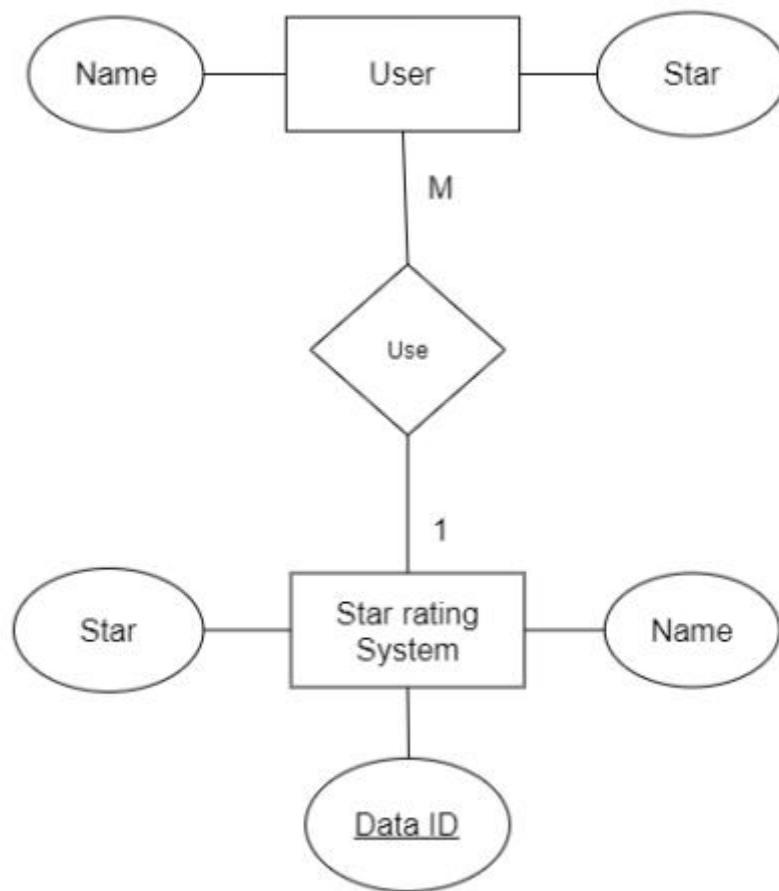 Name
User
Star
M
Use
1
Star
Star rating
System
Name
Data ID